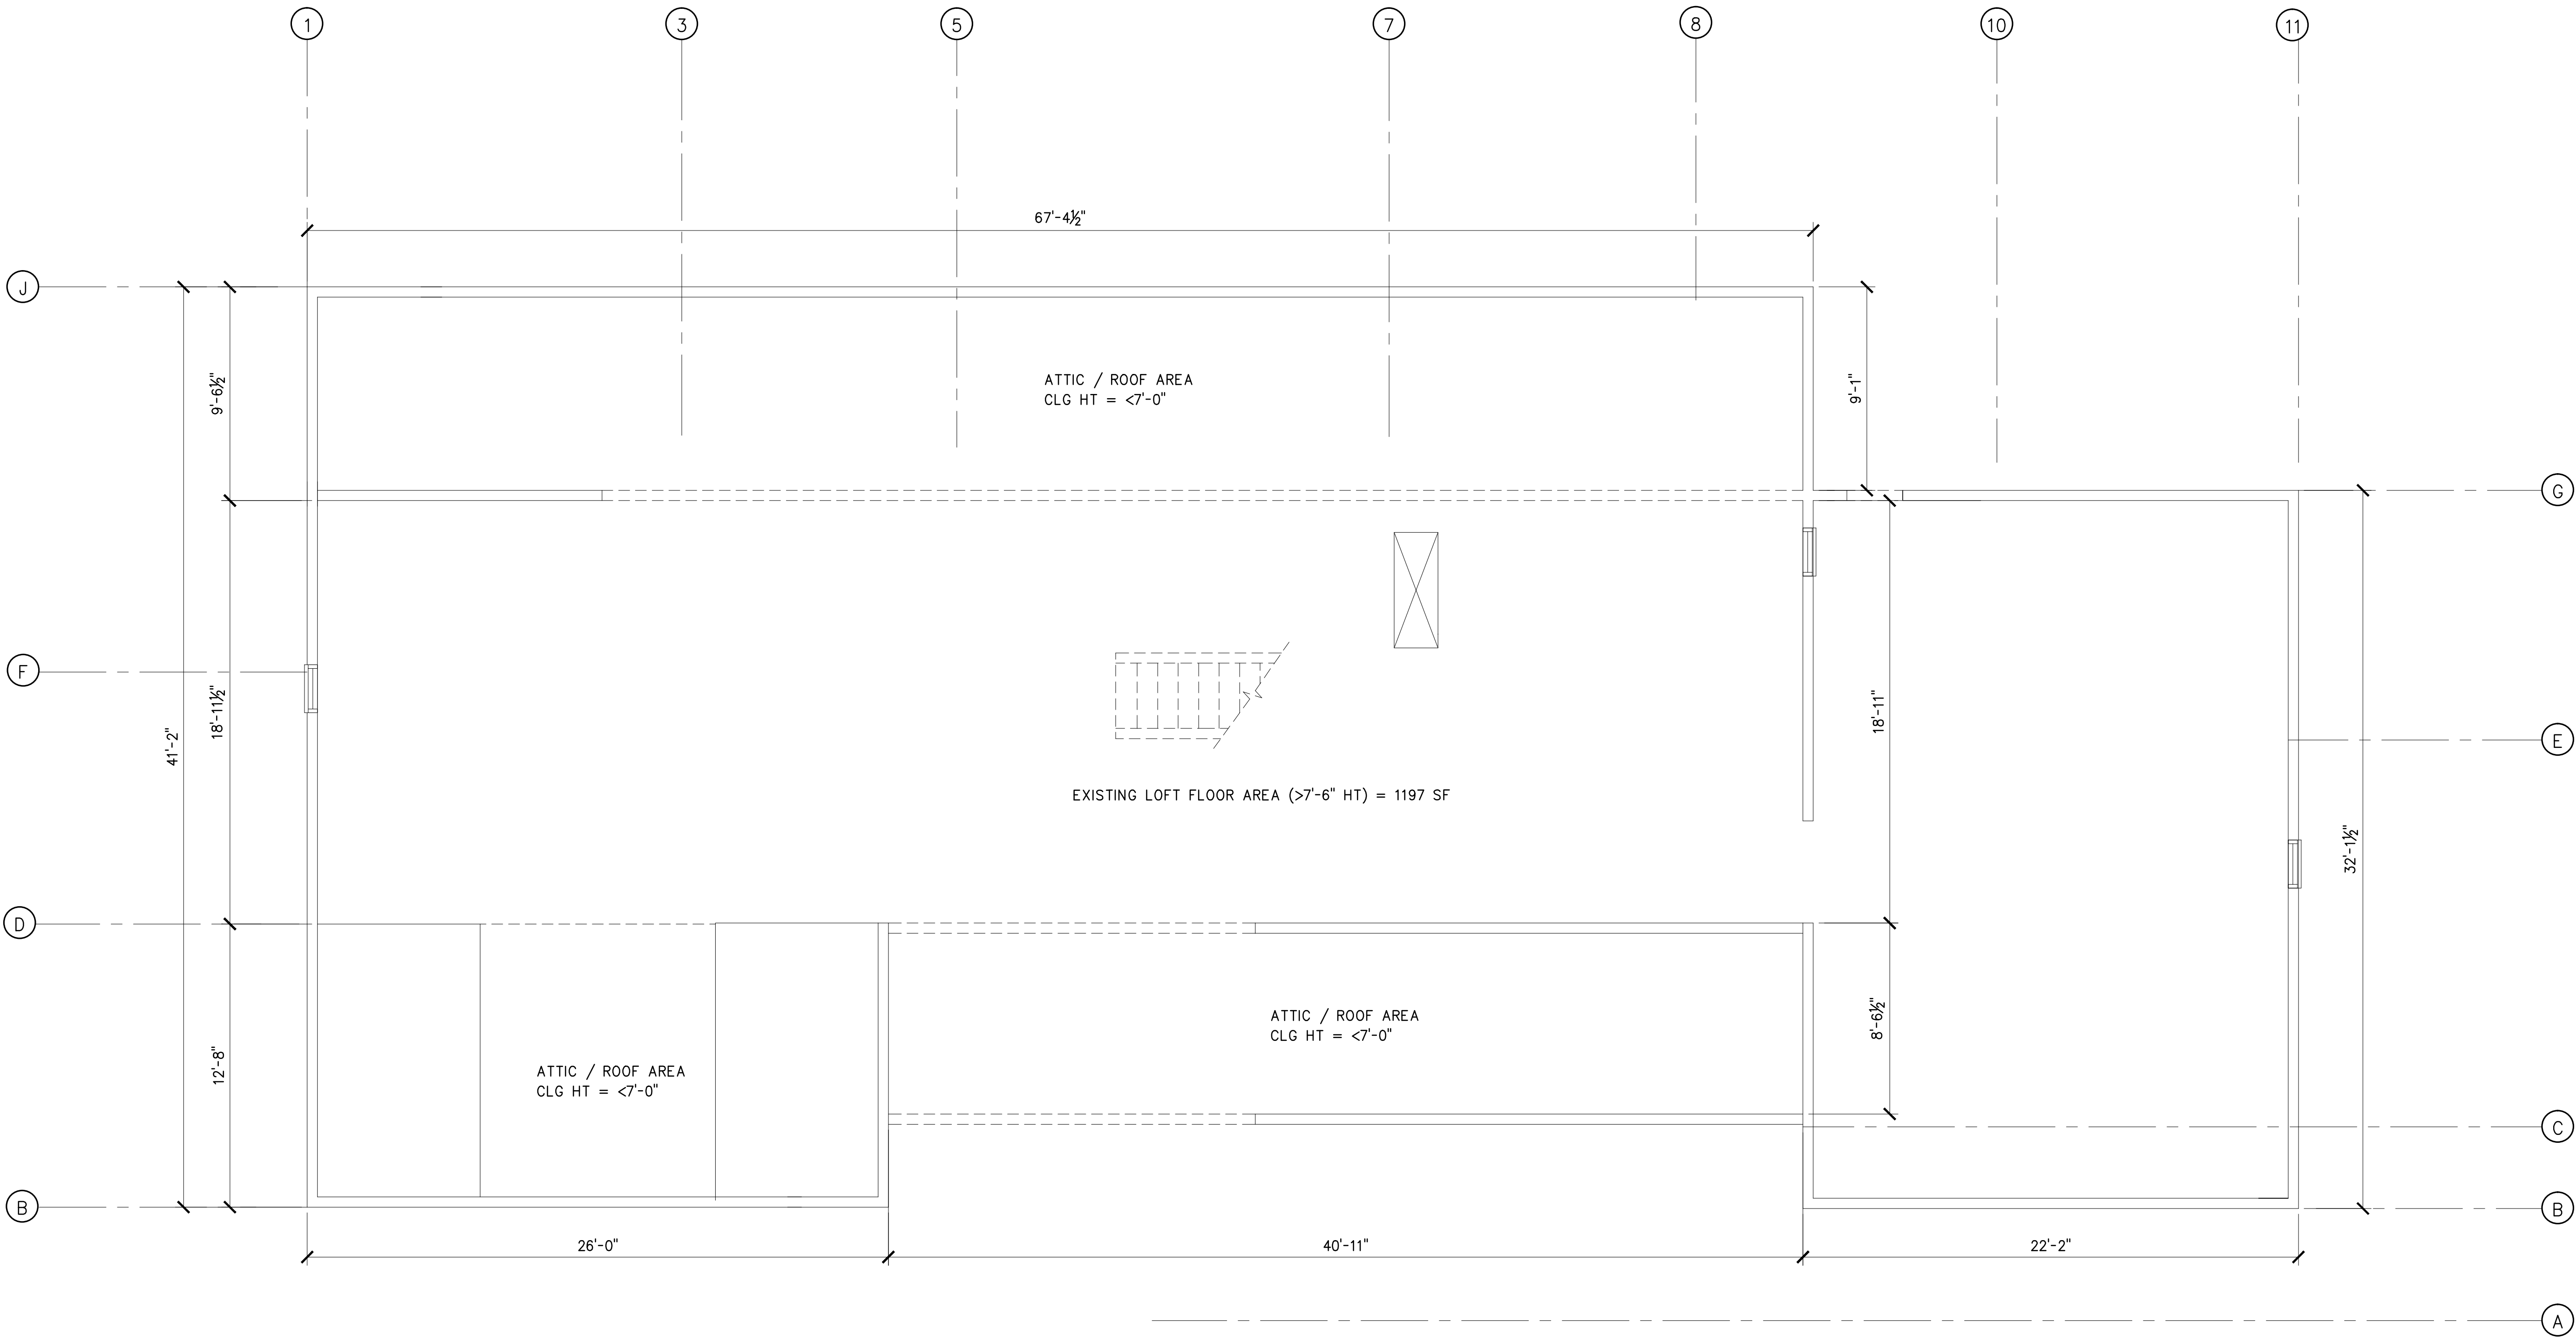 1
3
5
7
8
10
11
67'-4½"
J
9'-6½"
ATTIC / ROOF AREA
CLG HT = <7'-0"
9'-1"
G
F
18'-11½"
41'-2"
18'-11"
E
EXISTING LOFT FLOOR AREA (>7'-6" HT) = 1197 SF
32'-1½"
D
ATTIC / ROOF AREA
CLG HT = <7'-0"
8'-6½"
12'-8"
ATTIC / ROOF AREA
CLG HT = <7'-0"
C
B
B
26'-0"
40'-11"
22'-2"
A